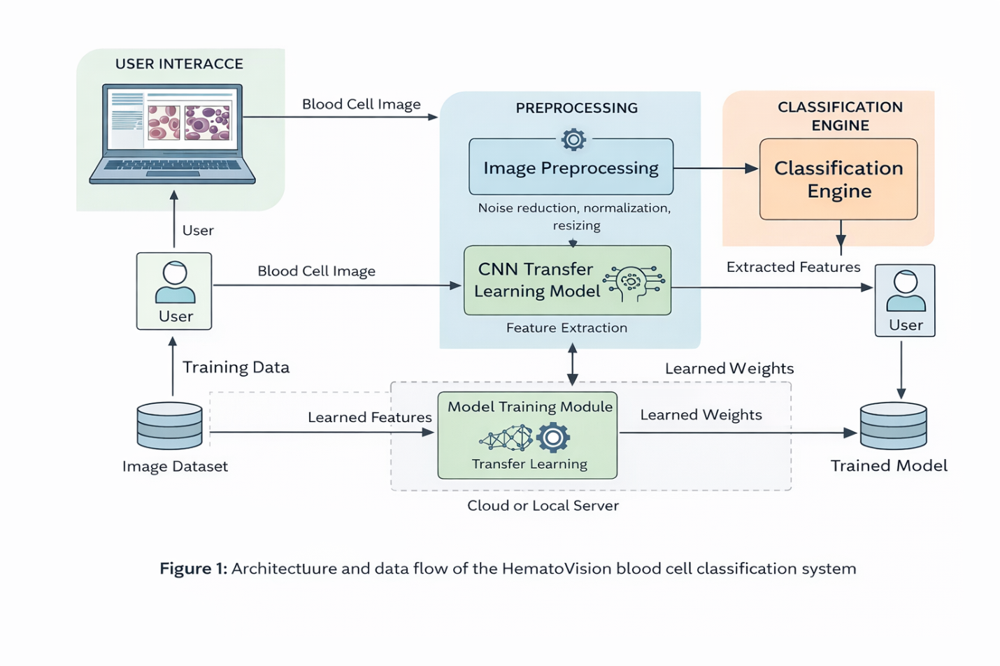 USER INTERACCE
Blood Cell Image
PREPROCESSING
CLASSIFICATION
ENGINE
Image Preprocessing
Classification
Engine
Noise reduction, normalization,
resizing
User
Blood Cell Image
CNN Transfer
Learning Model
Extracted Features
User
User
Feature Extraction
Training Data
Learned Weights
Model Training Module
Learned Features
Learned Weights
Transfer Learning
Image Dataset
Trained Model
Cloud or Local Server
Figure 1: Architectuure and data flow of the HematoVision blood cell classification system